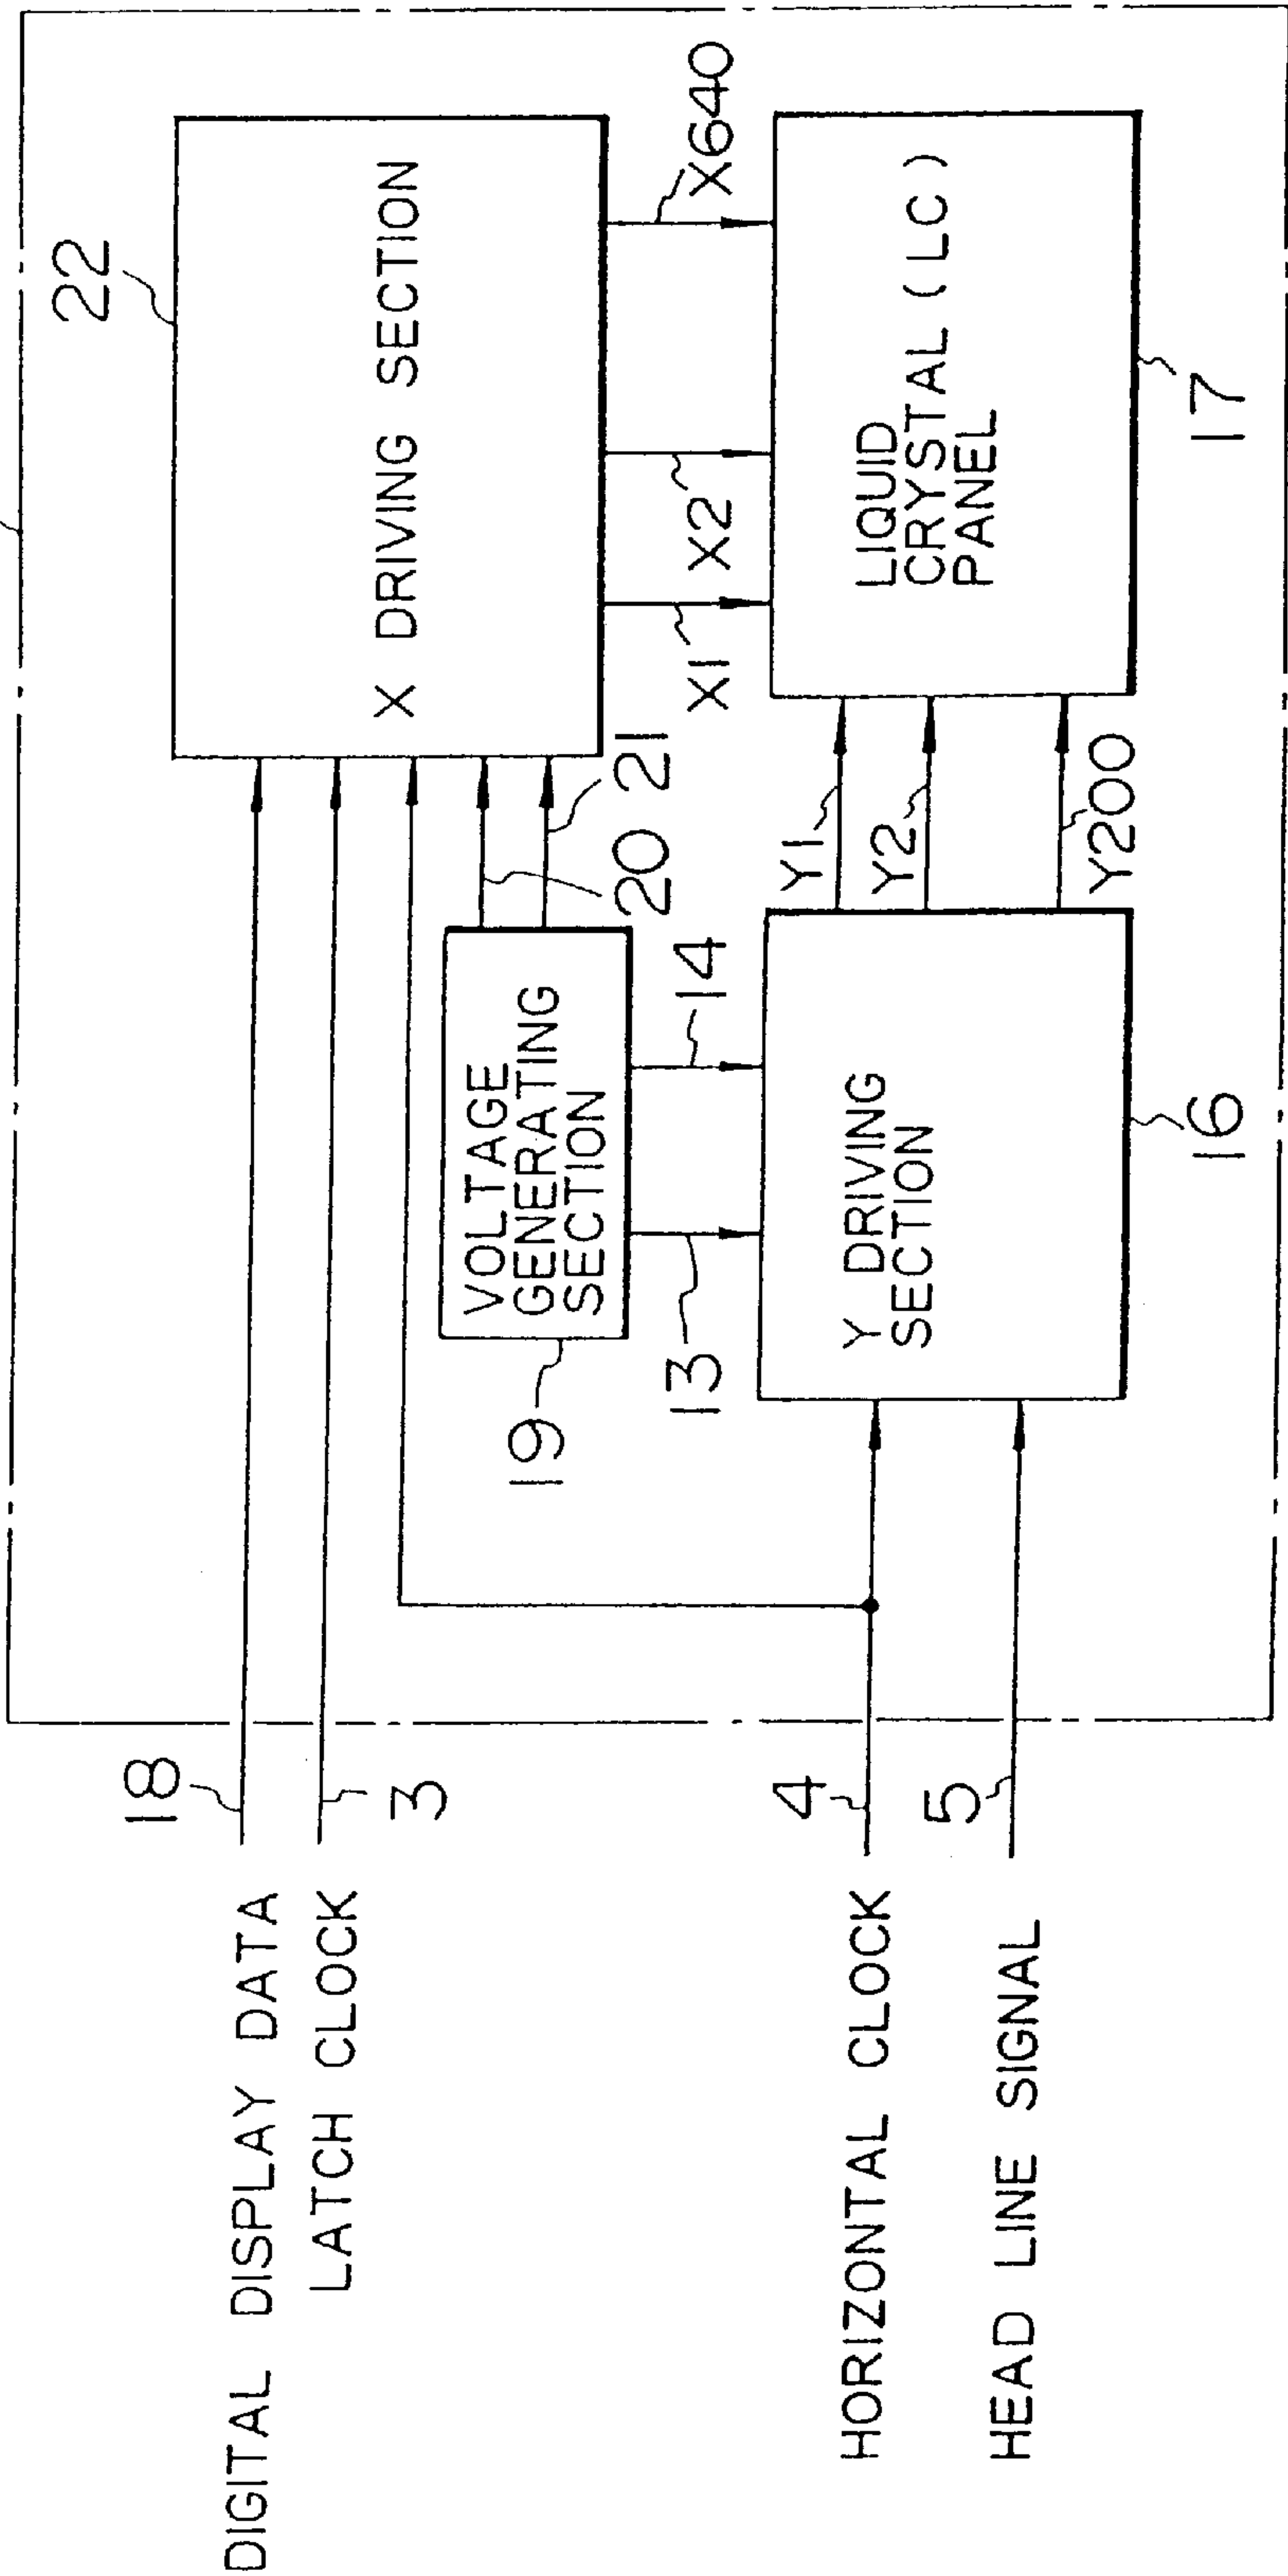 22
X DRIVING SECTION
DIGITAL DISPLAY DATA
18
LATCH CLOCK
3
20
21
VOLTAGE
GENERATING
SECTION
19
13
14
X1
X2
X640
HORIZONTAL CLOCK
4
HEAD LINE SIGNAL
5
Y DRIVING
SECTION
16
Y1
Y2
Y200
LIQUID
CRYSTAL (LC)
PANEL
17